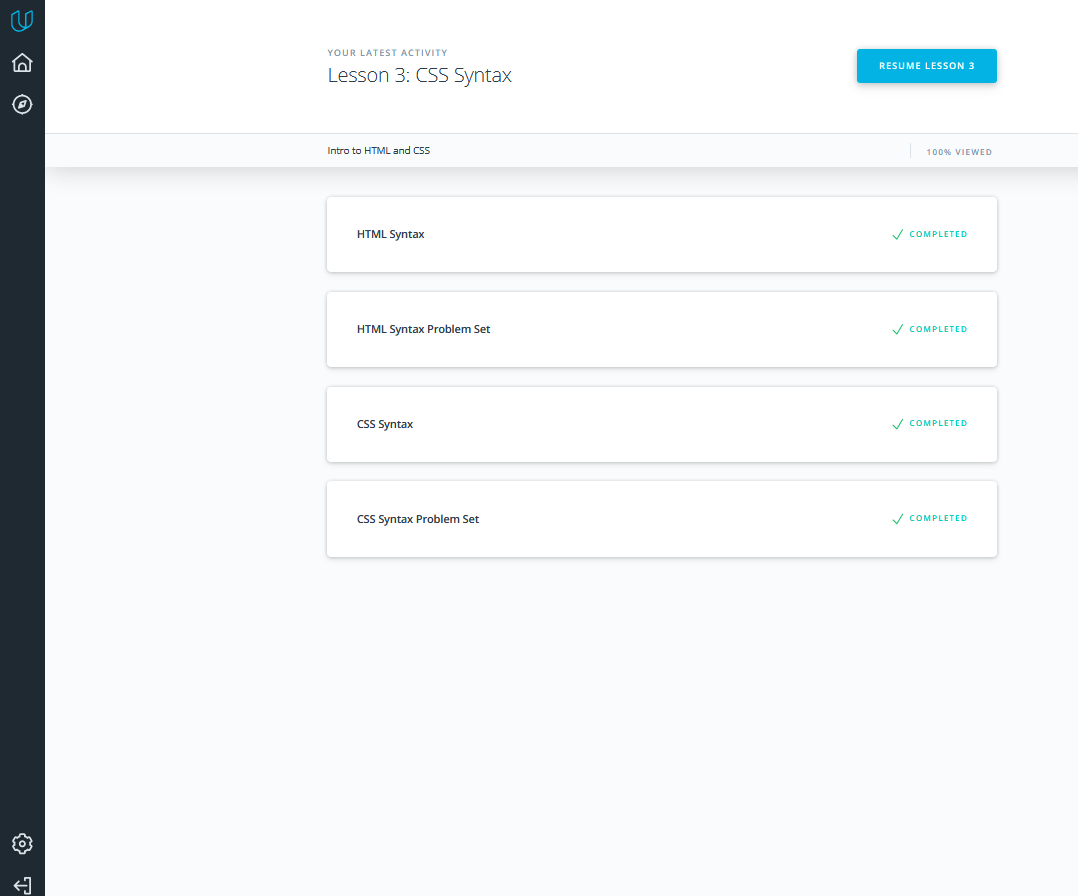 YOUR LATEST ACTIVITY
Lesson 3: CSS Syntax
RESUME LESSON 3
Intro to HTML and CSS
100% VIEWED
HTML Syntax
COMPLETED
HTML Syntax Problem Set
COMPLETED
CSS Syntax
COMPLETED
CSS Syntax Problem Set
COMPLETED